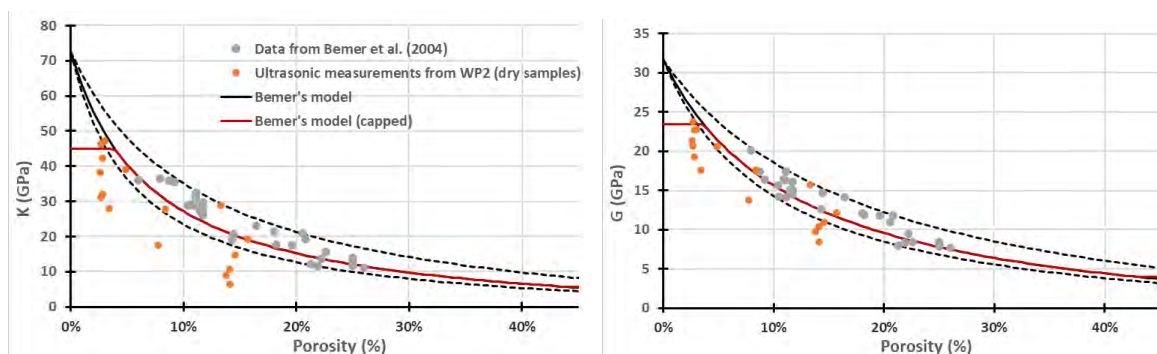 80
70
60
50
40
30
20
10
0
K (GPa)
Data from Bemer et al. (2004)
Ultrasonic measurements from WP2 (dry samples)
Bemer's model
Bemer's model (capped)
0% 10% 20% 30% 40%
Porosity (%)
35
30
25
20
15
10
5
0
G (GPa)
0% 10% 20% 30% 40%
Porosity (%)